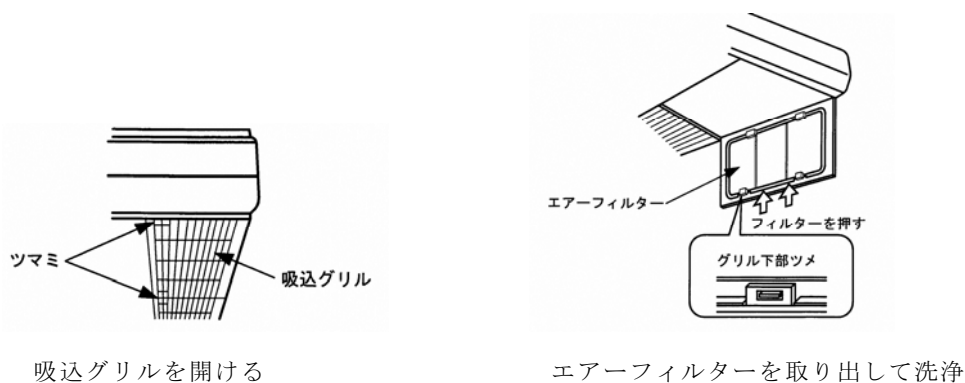 ツマミ
吸込グリル
エアーフィルター
フィルターを押す
グリル下部ツメ
吸込グリルを開ける
エアーフィルターを取り出して洗浄